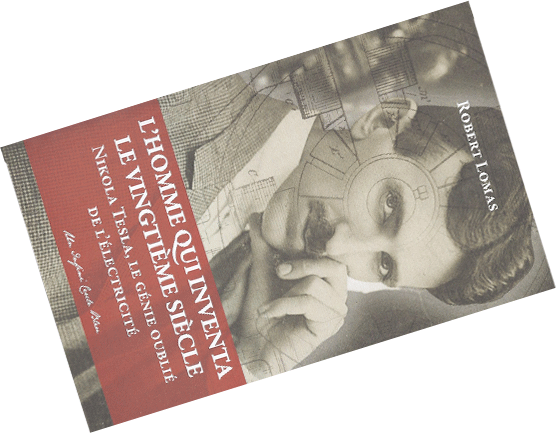 ROBERT LOMAS
L'HOMME QUI INVENTA
LE VINGTIÈME SIÈCLE
NIKOLA TESLA, LE GÉNIE OUBLIÉ
DE L'ÉLECTRICITÉ